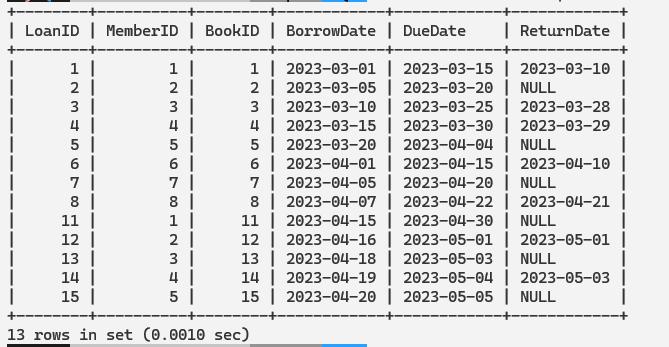 | LoanID | MemberID | BookID | BorrowDate | DueDate | ReturnDate |
| 1 | 1 | 1 | 2023-03-01 | 2023-03-15 | 2023-03-10 |
| 2 | 2 | 2 | 2023-03-05 | 2023-03-20 | NULL |
| 3 | 3 | 3 | 2023-03-10 | 2023-03-25 | 2023-03-28 |
| 4 | 4 | 4 | 2023-03-15 | 2023-03-30 | 2023-03-29 |
| 5 | 5 | 5 | 2023-03-20 | 2023-04-04 | NULL |
| 6 | 6 | 6 | 2023-04-01 | 2023-04-15 | 2023-04-10 |
| 7 | 7 | 7 | 2023-04-05 | 2023-04-20 | NULL |
| 8 | 8 | 8 | 2023-04-07 | 2023-04-22 | 2023-04-21 |
| 11 | 1 | 11 | 2023-04-15 | 2023-04-30 | NULL |
| 12 | 2 | 12 | 2023-04-16 | 2023-05-01 | 2023-05-01 |
| 13 | 3 | 13 | 2023-04-18 | 2023-05-03 | NULL |
| 14 | 4 | 14 | 2023-04-19 | 2023-05-04 | 2023-05-03 |
| 15 | 5 | 15 | 2023-04-20 | 2023-05-05 | NULL |
13 rows in set (0.0010 sec)